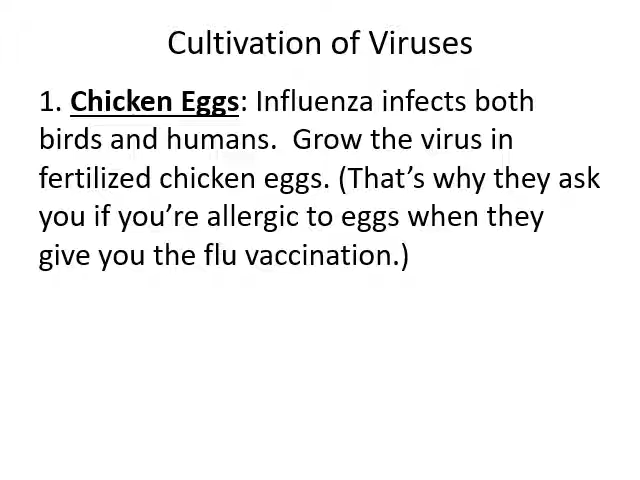 Cultivation of Viruses
1. Chicken Eggs: Influenza infects both
birds and humans.  Grow the virus in
fertilized chicken eggs. (That’s why they ask
you if you’re allergic to eggs when they
give you the flu vaccination.)